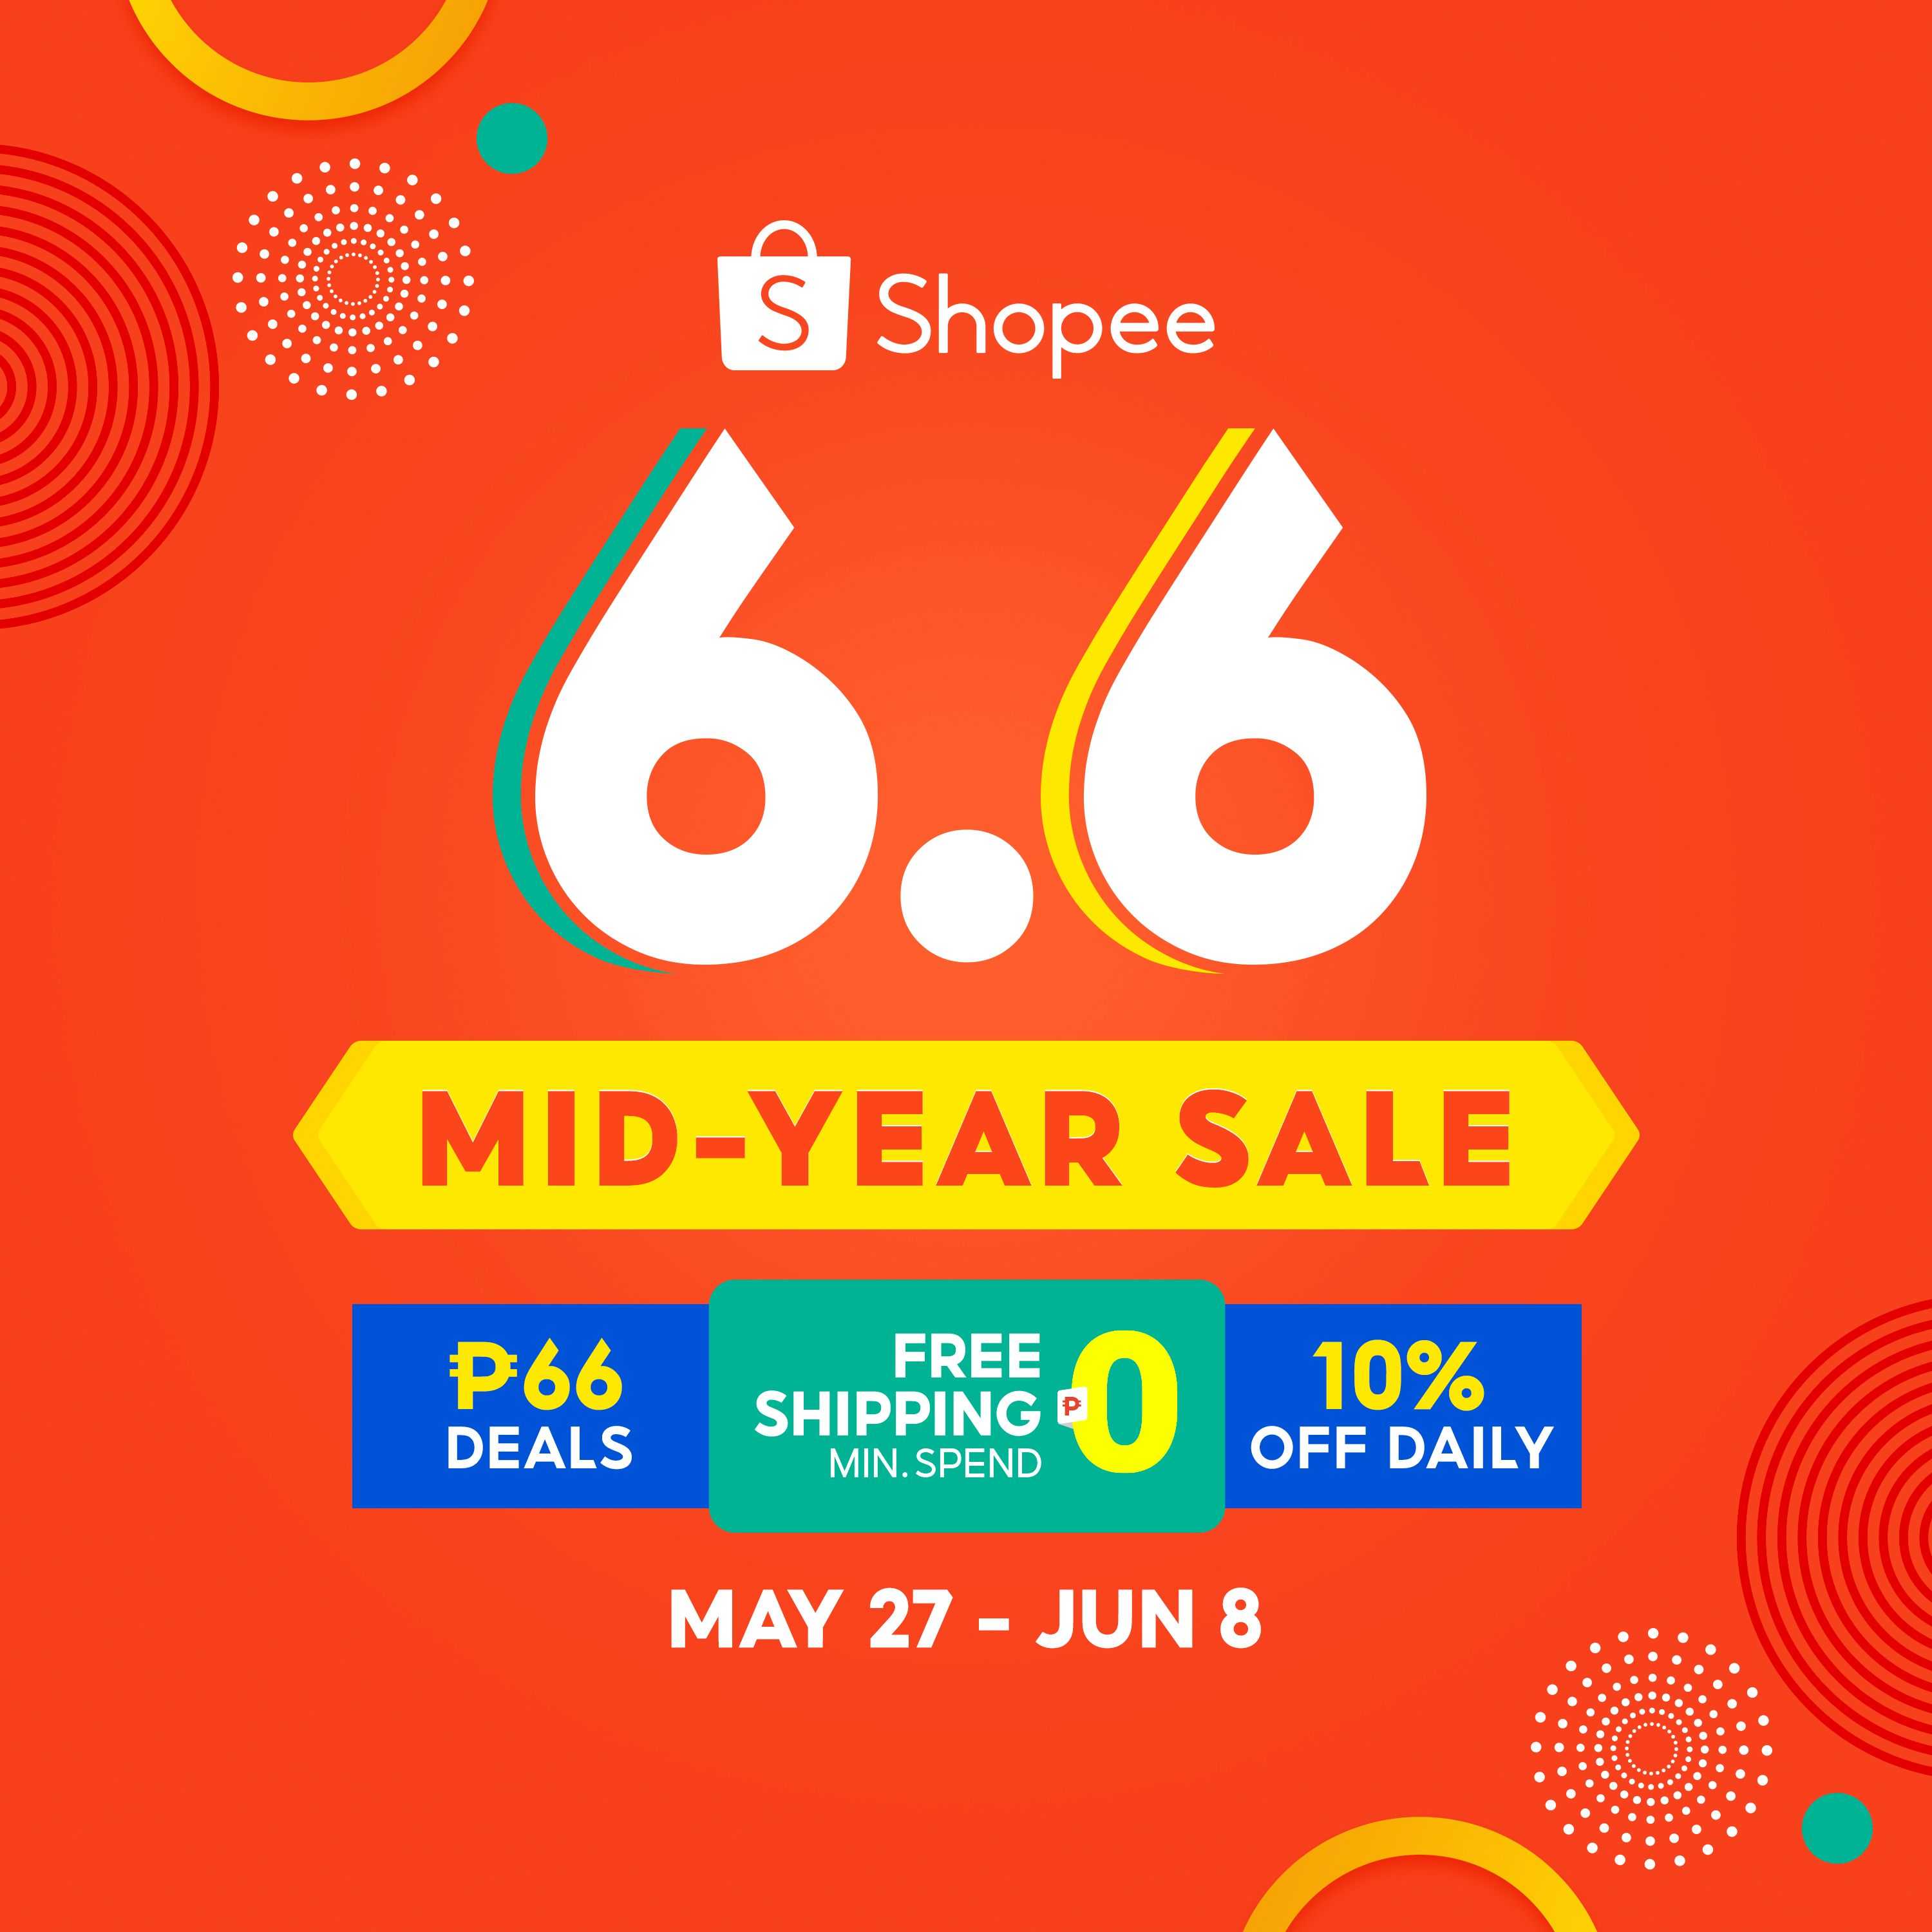 S Shopee
6.6
MID-YEAR SALE
₱66
DEALS
FREE
SHIPPING
MIN. SPEND
₱0
10%
OFF DAILY
MAY 27 - JUN 8